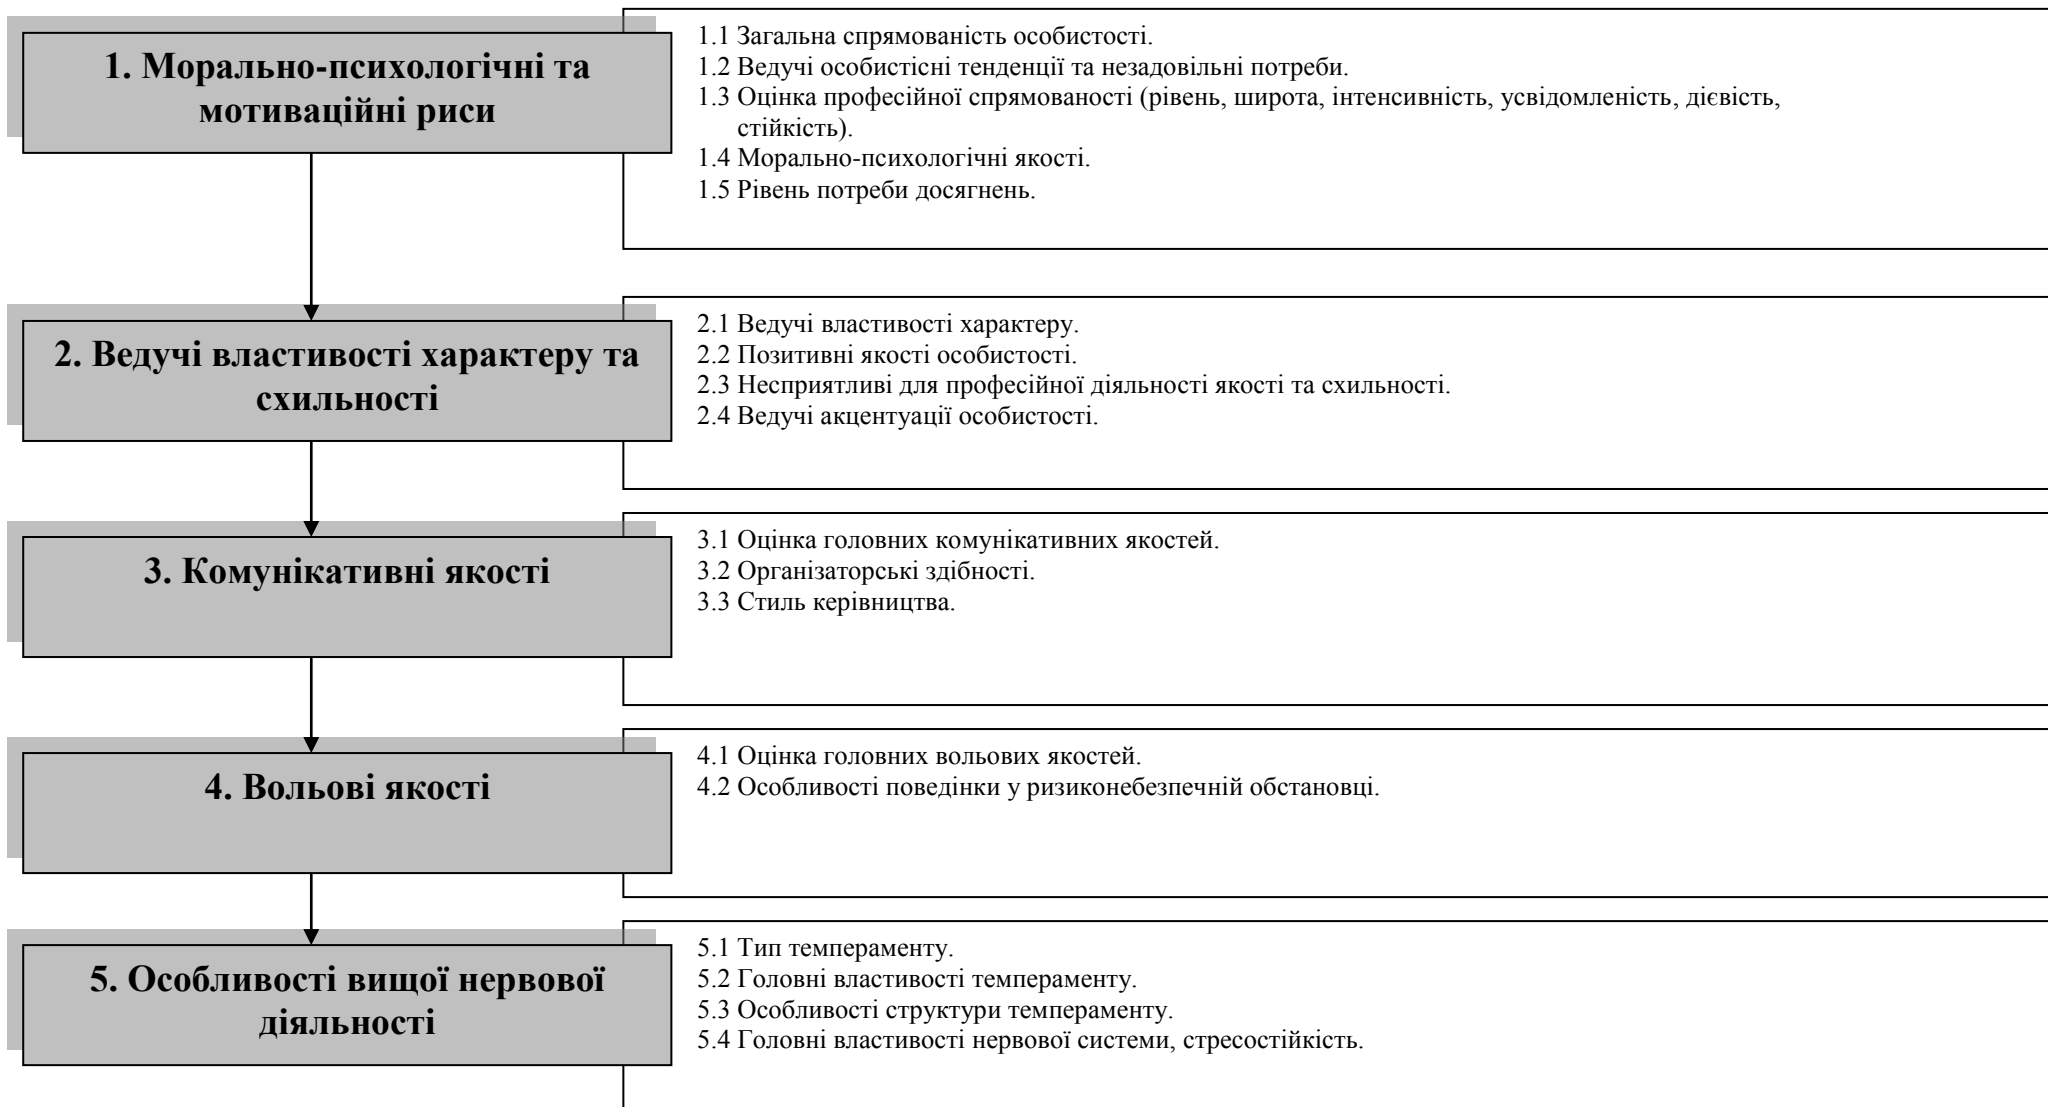 1. Морально-психологічні та
мотиваційні риси
1.1 Загальна спрямованість особистості.
1.2 Ведучі особистісні тенденції та незадовільні потреби.
1.3 Оцінка професійної спрямованості (рівень, широта, інтенсивність, усвідомленість, дієвість,
стійкість).
1.4 Морально-психологічні якості.
1.5 Рівень потреби досягнень.
2. Ведучі властивості характеру та
схильності
2.1 Ведучі властивості характеру.
2.2 Позитивні якості особистості.
2.3 Несприятливі для професійної діяльності якості та схильності.
2.4 Ведучі акцентуації особистості.
3. Комунікативні якості
3.1 Оцінка головних комунікативних якостей.
3.2 Організаторські здібності.
3.3 Стиль керівництва.
4. Вольові якості
4.1 Оцінка головних вольових якостей.
4.2 Особливості поведінки у ризиконебезпечній обстановці.
5. Особливості вищої нервової
діяльності
5.1 Тип темпераменту.
5.2 Головні властивості темпераменту.
5.3 Особливості структури темпераменту.
5.4 Головні властивості нервової системи, стресостійкість.